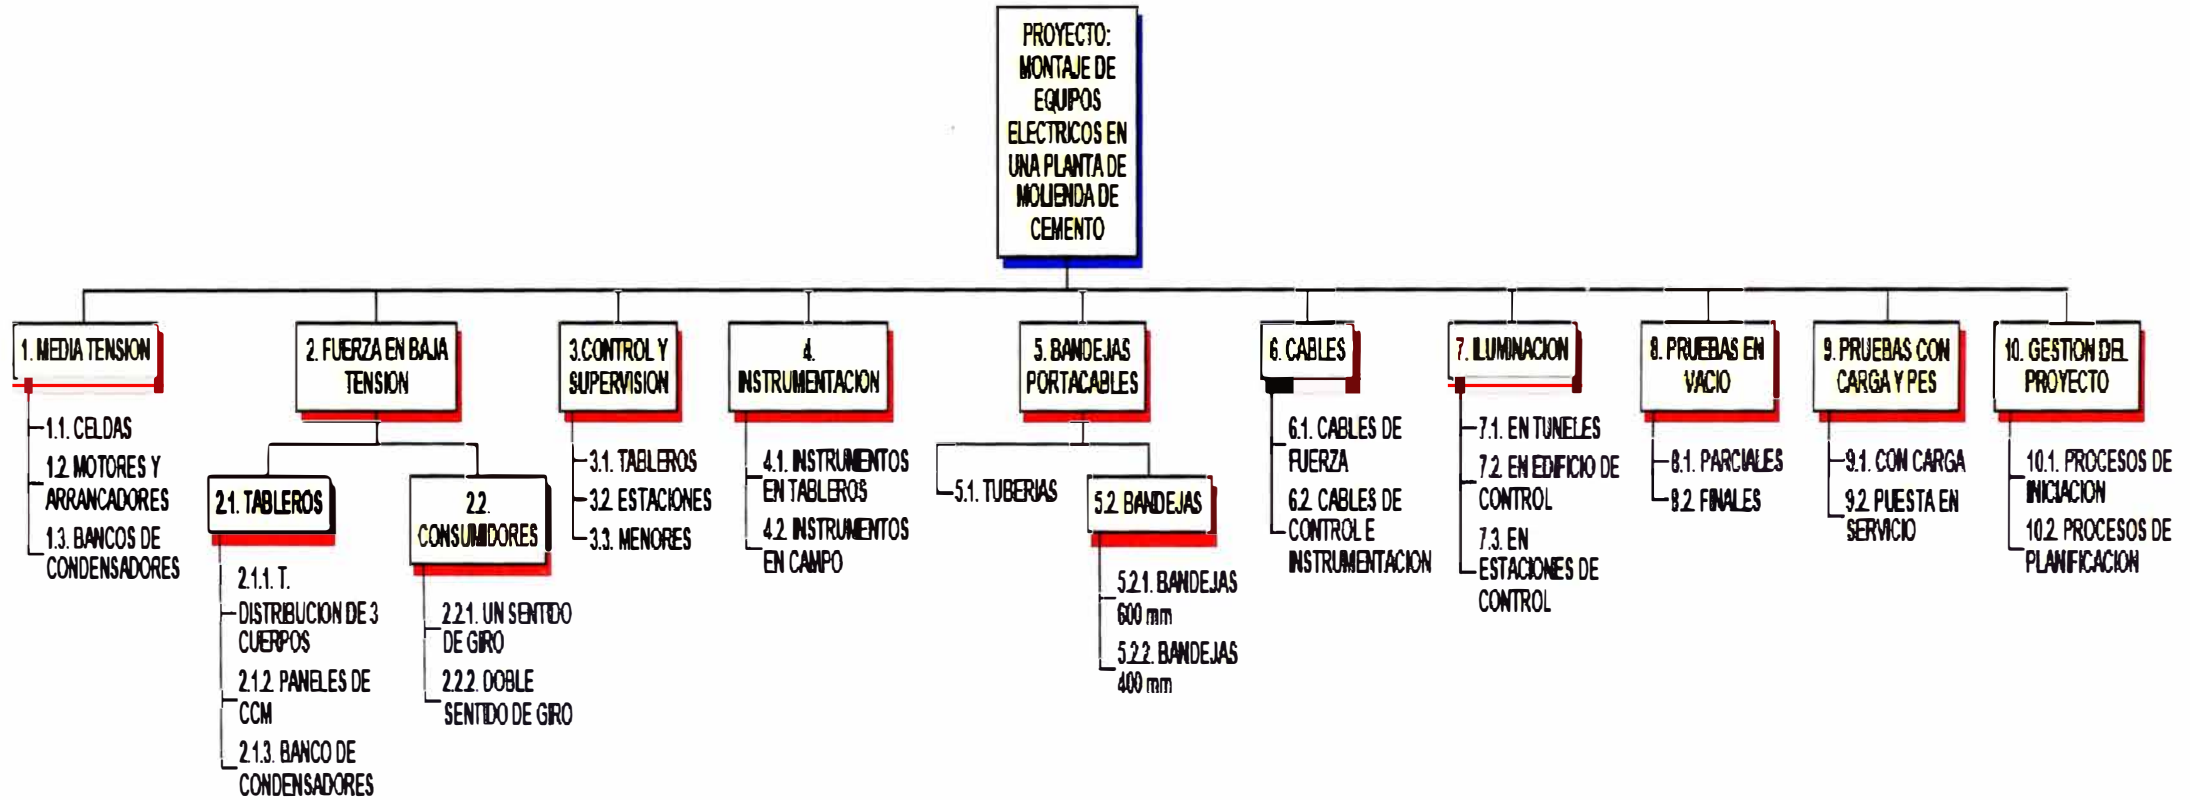 PROYECTO:
MONTAJE DE
EQUIPOS
ELECTRICOS EN
UNA PLANTA DE
MOLIENDA DE
CEMENTO
1. MEDIA TENSION
1.1. CELDAS
1.2. MOTORES Y
ARRANCADORES
1.3. BANCOS DE
CONDENSADORES
2. FUERZA EN BAJA
TENSION
2.1. TABLEROS
2.1.1. T.
DISTRIBUCION DE 3
CUERPOS
2.1.2. PANELES DE
CCM
2.1.3. BANCO DE
CONDENSADORES
2.2.
CONSUMIDORES
2.2.1. UN SENTIDO
DE GIRO
2.2.2. DOBLE
SENTIDO DE GIRO
3.CONTROL Y
SUPERVISION
3.1. TABLEROS
3.2. ESTACIONES
3.3. MENORES
4.
INSTRUMENTACION
4.1. INSTRUMENTOS
EN TABLEROS
4.2. INSTRUMENTOS
EN CAMPO
5. BANDEJAS
PORTACABLES
5.1. TUBERIAS
5.2. BANDEJAS
5.2.1. BANDEJAS
600 mm
5.2.2. BANDEJAS
400 mm
6. CABLES
6.1. CABLES DE
FUERZA
6.2. CABLES DE
CONTROL E
INSTRUMENTACION
7. ILUMINACION
7.1. EN TUNELES
7.2. EN EDIFICIO DE
CONTROL
7.3. EN
ESTACIONES DE
CONTROL
8. PRUEBAS EN
VACIO
8.1. PARCIALES
8.2. FINALES
9. PRUEBAS CON
CARGA Y PES
9.1. CON CARGA
9.2. PUESTA EN
SERVICIO
10. GESTION DEL
PROYECTO
10.1. PROCESOS DE
INICIACION
10.2. PROCESOS DE
PLANIFICACION